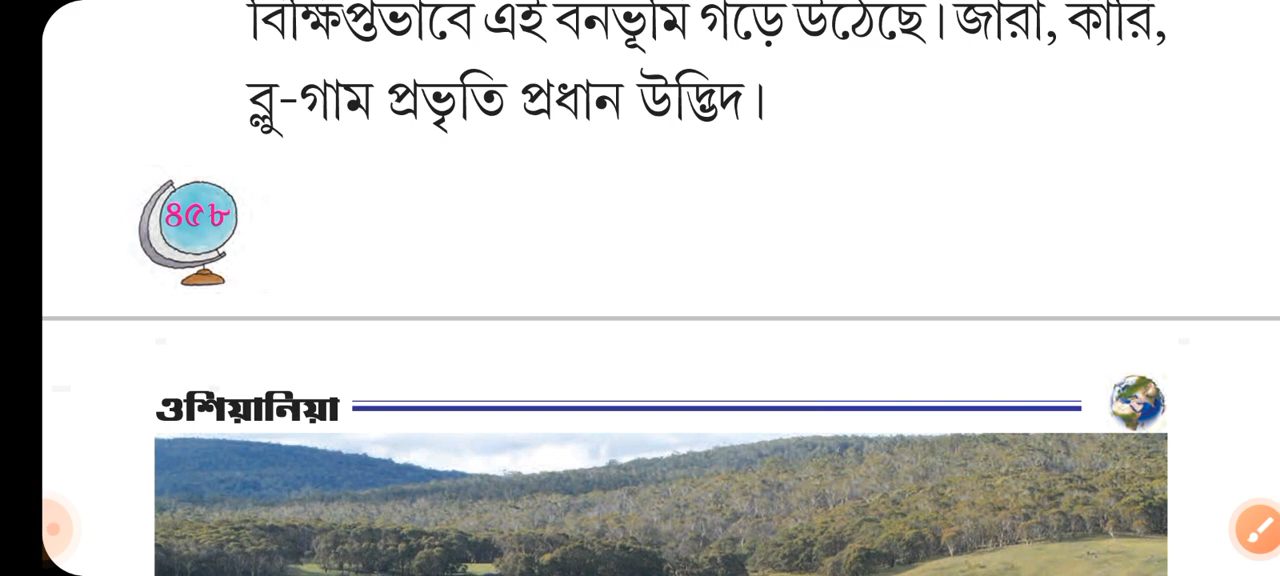 বিক্ষিপ্তভাবে এই বনভূমি গড়ে উঠেছে। জারা, কারি,
ব্লু-গাম প্রভৃতি প্রধান উদ্ভিদ।
৪৫৮
ওশিয়ানিয়া